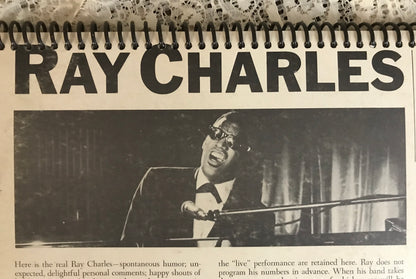 RAY CHARLES
Here is the real Ray Charles—spontaneous humor; un-
expected, delightful personal comments; happy shouts of
the "live" performance are retained here. Ray does not
program his numbers in advance. When his band takes